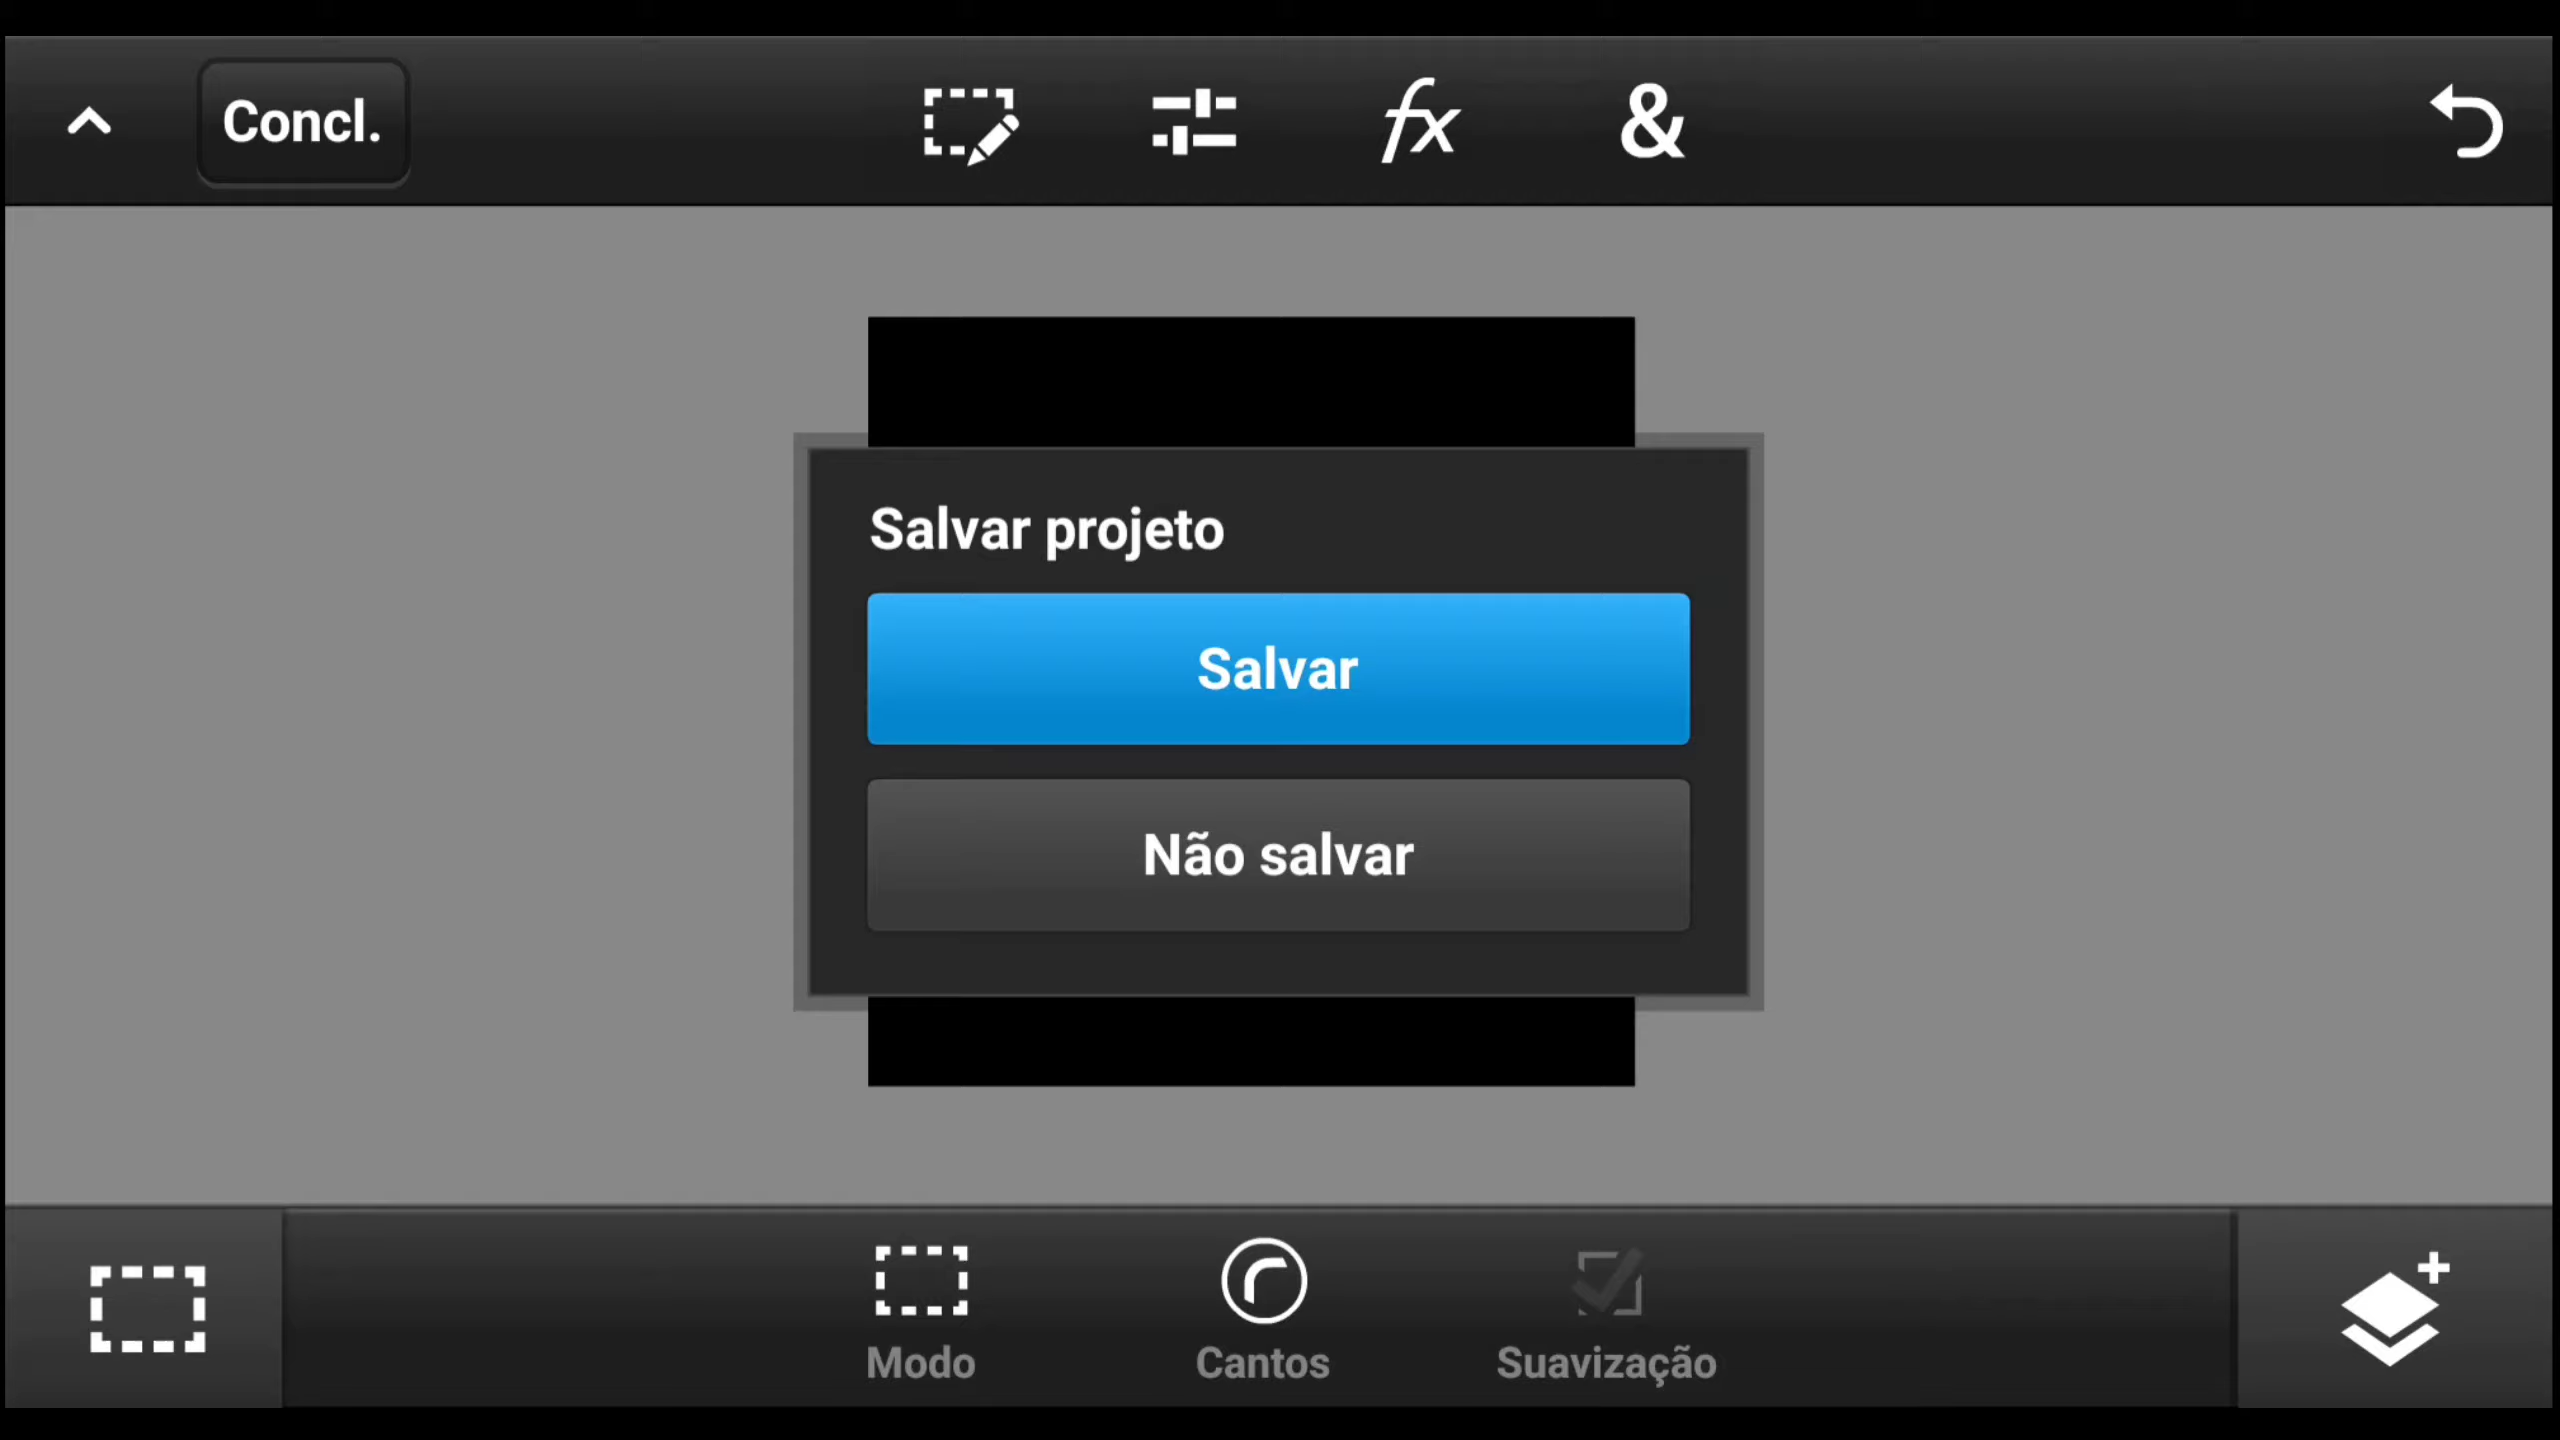 Concl.
fx
&
Salvar projeto
Salvar
Não salvar
Modo
Cantos
Suavização